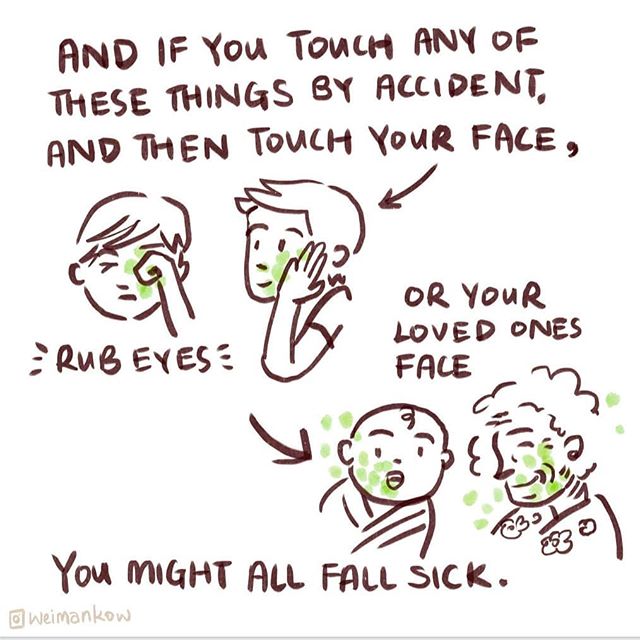 AND IF YOU TOUCH ANY OF
THESE THINGS BY ACCIDENT,
AND THEN TOUCH YOUR FACE,
RUB EYES
OR YOUR
LOVED ONES
FACE
YOU MIGHT ALL FALL SICK.
weimankow